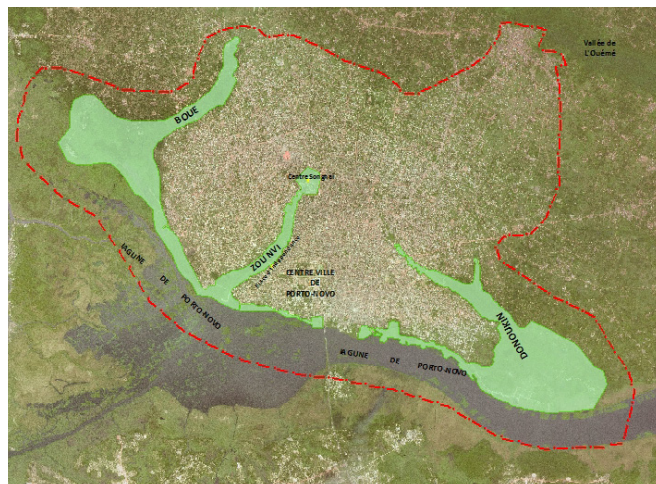 Vallée de
L'Ouémé
BOUE
Centre Songhaï
ZOUNVI
CENTRE VILLE
DE
PORTO-NOVO
LAGUNE DE PORTO-NOVO
DONOUKIN
LAGUNE DE PORTO-NOVO